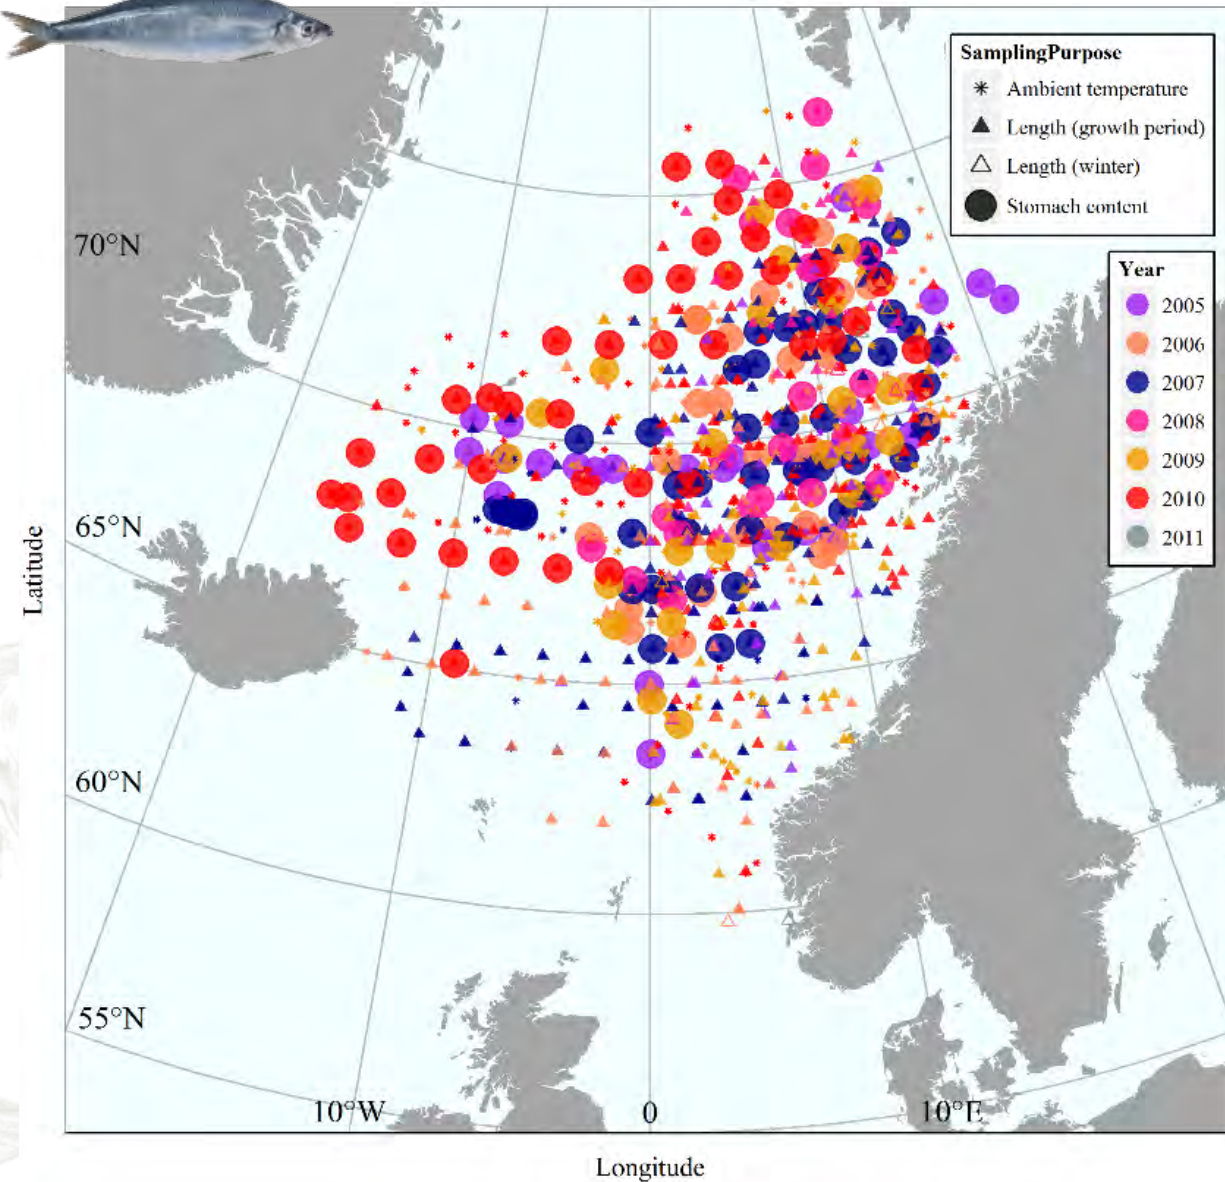 SamplingPurpose
Ambient temperature
Length (growth period)
Length (winter)
Stomach content
Year
2005
2006
2007
2008
2009
2010
2011
70°N
65°N
60°N
55°N
10°W
0
10°E
Latitude
Longitude